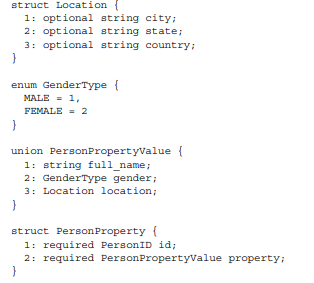 struct Location {
1: optional string city;
2: optional string state;
3: optional string country;
}
enum GenderType {
MALE = 1,
FEMALE = 2
}
union PersonPropertyValue {
1: string full_name;
2: GenderType gender;
3: Location location;
}
struct PersonProperty {
1: required PersonID id;
2: required PersonPropertyValue property;
}